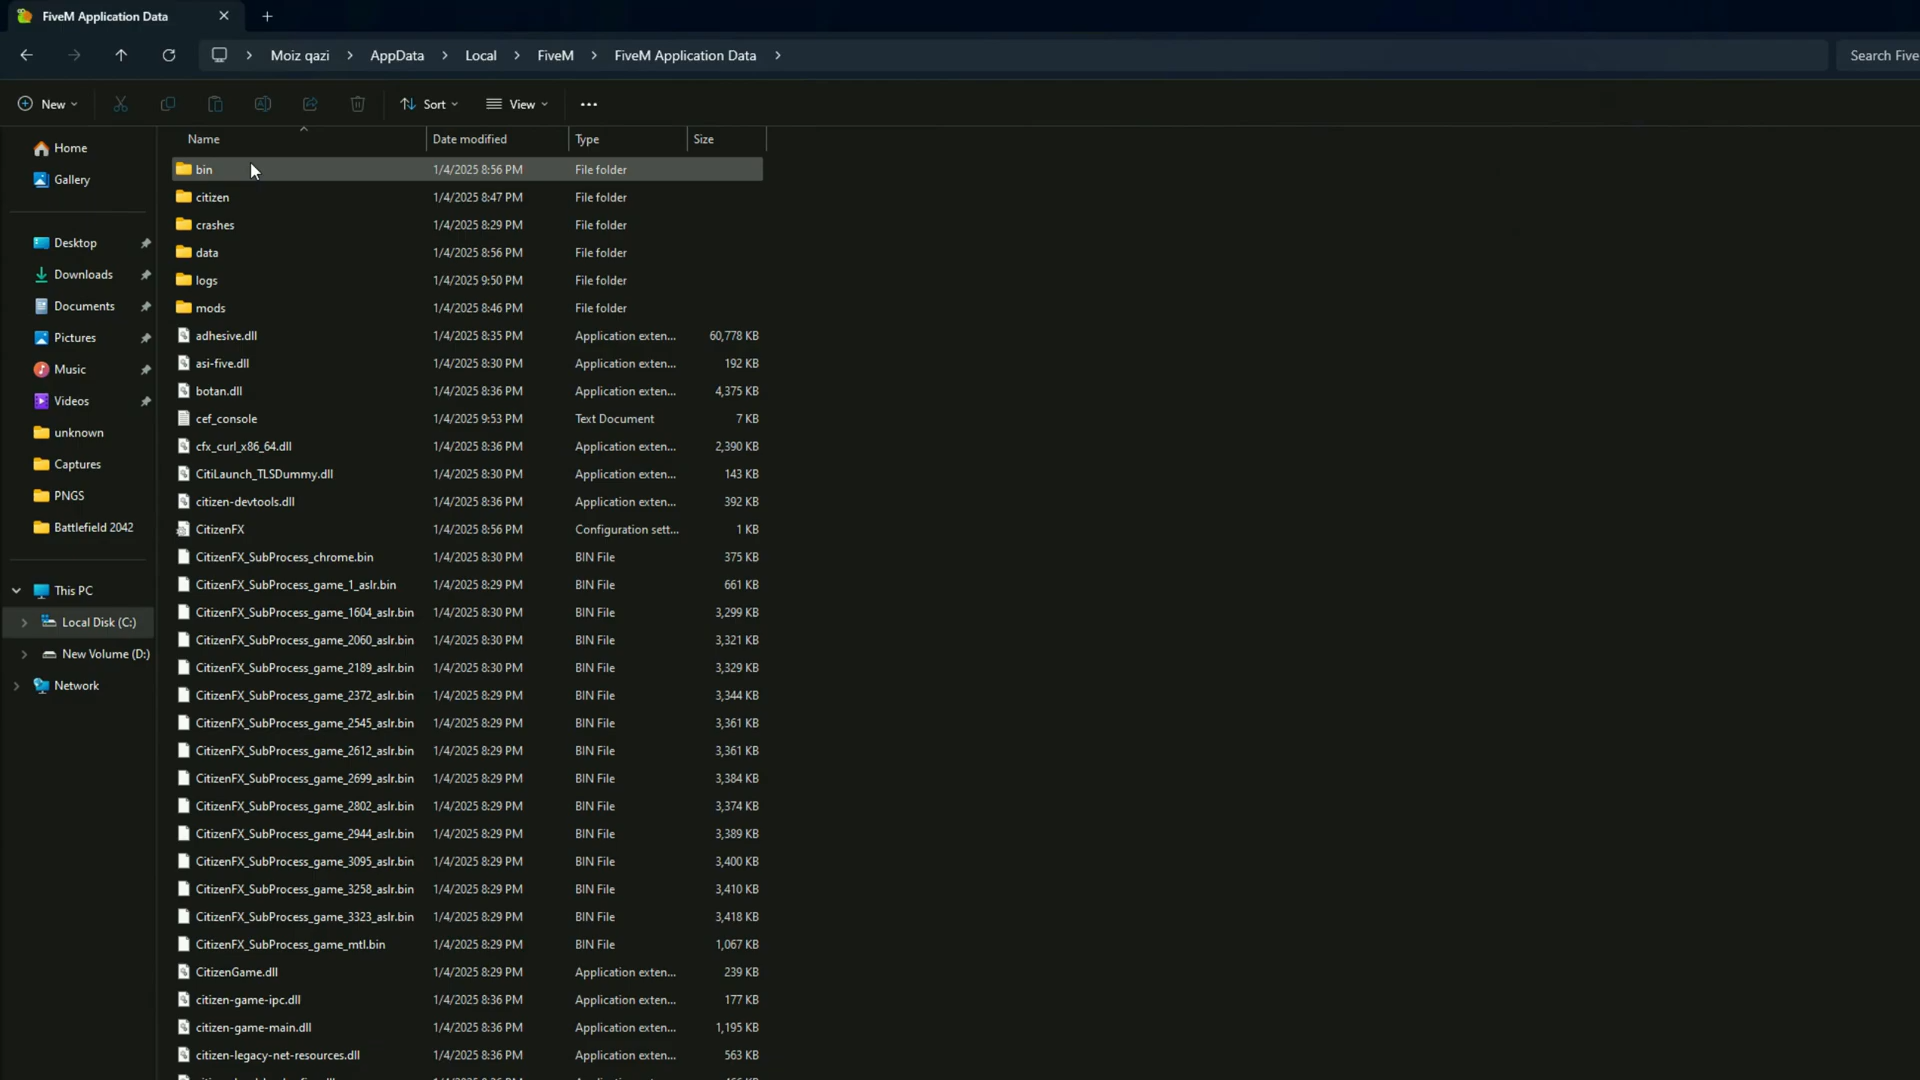 FiveM Application Data
Moiz qazi > AppData > Local > FiveM > FiveM Application Data >
Search Five
New
Sort
View
Name Date modified Type Size
Home
Gallery
Desktop
Downloads
Documents
Pictures
Music
Videos
unknown
Captures
PNGS
Battlefield 2042
This PC
Local Disk (C:)
New Volume (D:)
Network
bin 1/4/2025 8:56 PM File folder
citizen 1/4/2025 8:47 PM File folder
crashes 1/4/2025 8:29 PM File folder
data 1/4/2025 8:56 PM File folder
logs 1/4/2025 9:50 PM File folder
mods 1/4/2025 8:46 PM File folder
adhesive.dll 1/4/2025 8:35 PM Application exten... 60,778 KB
asi-five.dll 1/4/2025 8:30 PM Application exten... 192 KB
botan.dll 1/4/2025 8:36 PM Application exten... 4,375 KB
cef_console 1/4/2025 9:53 PM Text Document 7 KB
cfx_curl_x86_64.dll 1/4/2025 8:36 PM Application exten... 2,390 KB
CitiLaunch_TLSDummy.dll 1/4/2025 8:30 PM Application exten... 143 KB
citizen-devtools.dll 1/4/2025 8:36 PM Application exten... 392 KB
CitizenFX 1/4/2025 8:56 PM Configuration sett... 1 KB
CitizenFX_SubProcess_chrome.bin 1/4/2025 8:30 PM BIN File 375 KB
CitizenFX_SubProcess_game_1_aslr.bin 1/4/2025 8:29 PM BIN File 661 KB
CitizenFX_SubProcess_game_1604_aslr.bin 1/4/2025 8:30 PM BIN File 3,299 KB
CitizenFX_SubProcess_game_2060_aslr.bin 1/4/2025 8:30 PM BIN File 3,321 KB
CitizenFX_SubProcess_game_2189_aslr.bin 1/4/2025 8:30 PM BIN File 3,329 KB
CitizenFX_SubProcess_game_2372_aslr.bin 1/4/2025 8:29 PM BIN File 3,344 KB
CitizenFX_SubProcess_game_2545_aslr.bin 1/4/2025 8:29 PM BIN File 3,361 KB
CitizenFX_SubProcess_game_2612_aslr.bin 1/4/2025 8:29 PM BIN File 3,361 KB
CitizenFX_SubProcess_game_2699_aslr.bin 1/4/2025 8:29 PM BIN File 3,384 KB
CitizenFX_SubProcess_game_2802_aslr.bin 1/4/2025 8:29 PM BIN File 3,374 KB
CitizenFX_SubProcess_game_2944_aslr.bin 1/4/2025 8:29 PM BIN File 3,389 KB
CitizenFX_SubProcess_game_3095_aslr.bin 1/4/2025 8:29 PM BIN File 3,400 KB
CitizenFX_SubProcess_game_3258_aslr.bin 1/4/2025 8:29 PM BIN File 3,410 KB
CitizenFX_SubProcess_game_3323_aslr.bin 1/4/2025 8:29 PM BIN File 3,418 KB
CitizenFX_SubProcess_game_mtl.bin 1/4/2025 8:29 PM BIN File 1,067 KB
CitizenGame.dll 1/4/2025 8:29 PM Application exten... 239 KB
citizen-game-ipc.dll 1/4/2025 8:36 PM Application exten... 177 KB
citizen-game-main.dll 1/4/2025 8:36 PM Application exten... 1,195 KB
citizen-legacy-net-resources.dll 1/4/2025 8:36 PM Application exten... 563 KB